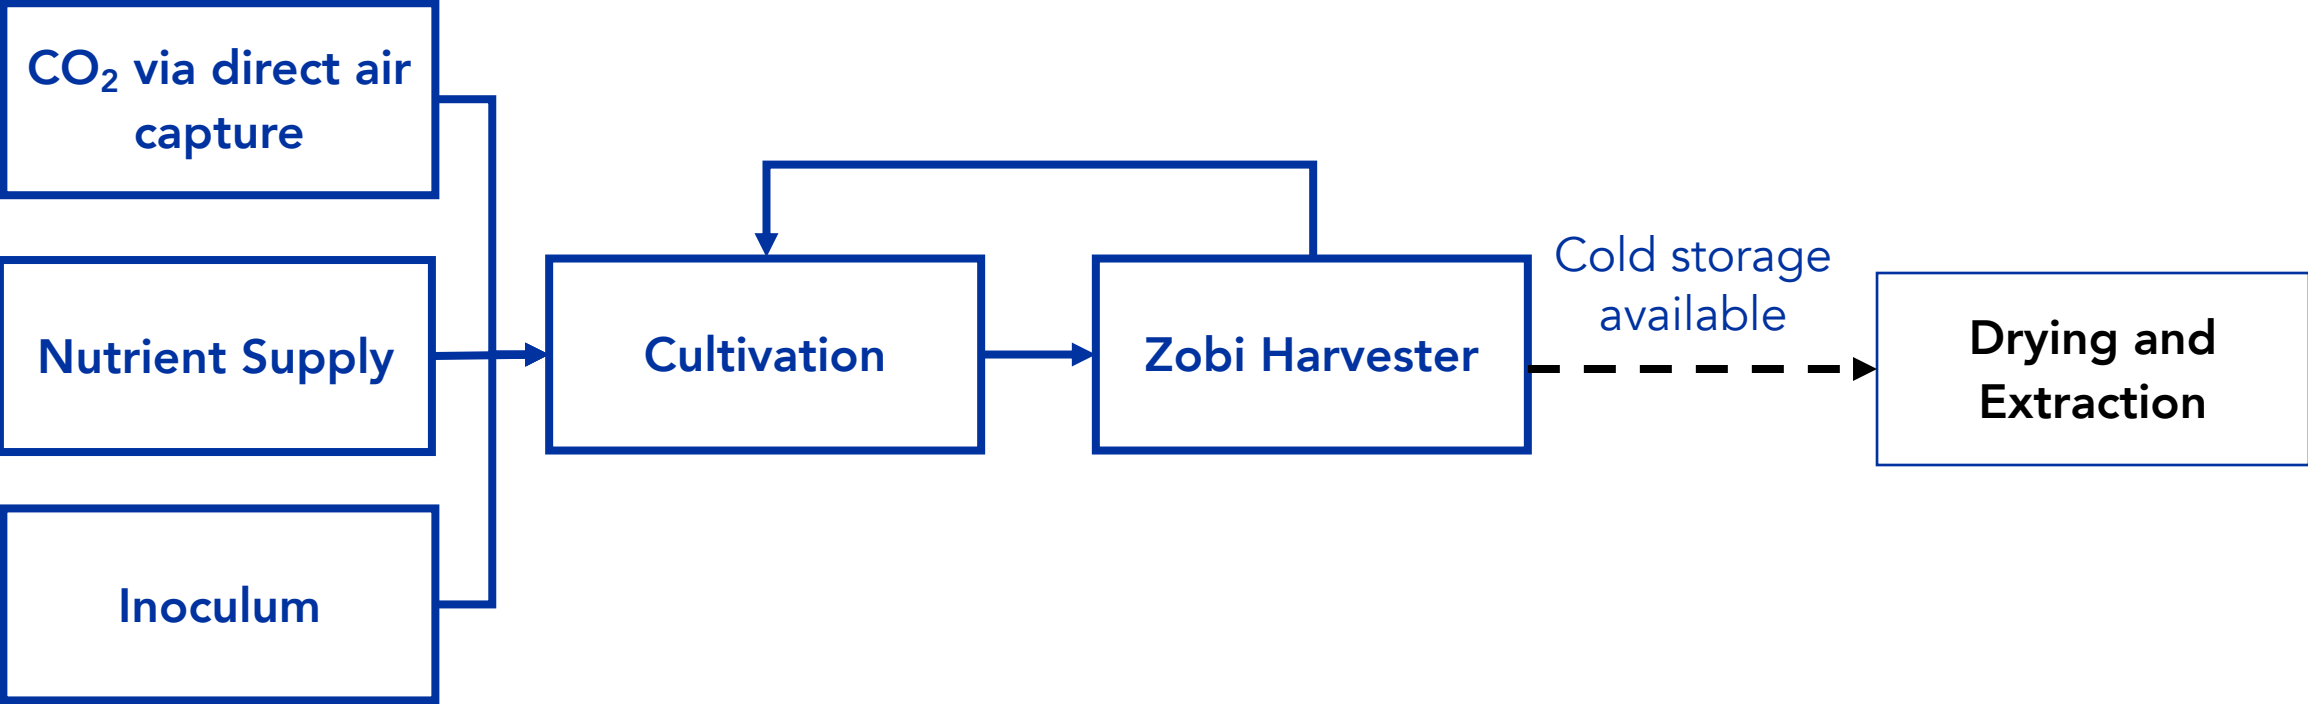 CO₂ via direct air
capture
Nutrient Supply
Inoculum
Cultivation
Zobi Harvester
Cold storage
available
Drying and
Extraction